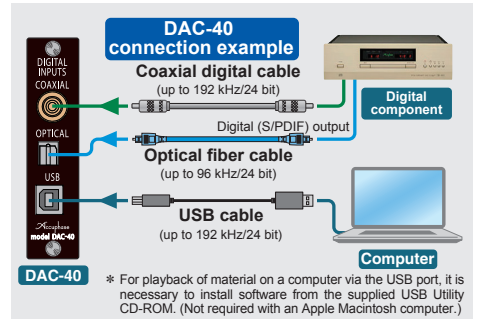 DAC-40
connection example
DIGITAL
INPUTS
COAXIAL
OPTICAL
USB
Accuphase
model DAC-40
DAC-40
Coaxial digital cable
(up to 192 kHz/24 bit)
Digital
component
Digital (S/PDIF) output
Optical fiber cable
(up to 96 kHz/24 bit)
USB cable
(up to 192 kHz/24 bit)
Computer
* For playback of material on a computer via the USB port, it is
necessary to install software from the supplied USB Utility
CD-ROM. (Not required with an Apple Macintosh computer.)